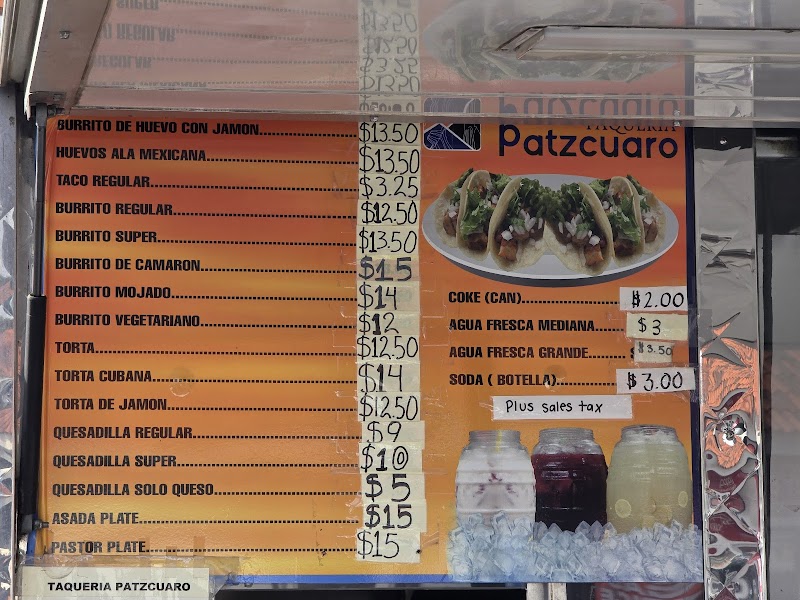 BURRITO DE HUEVO CON JAMON $13.50
HUEVOS ALA MEXICANA $13.50
TACO REGULAR $3.25
BURRITO REGULAR $12.50
BURRITO SUPER $13.50
BURRITO DE CAMARON $15
BURRITO MOJADO $14
BURRITO VEGETARIANO $12
TORTA $12.50
TORTA CUBANA $14
TORTA DE JAMON $12.50
QUESADILLA REGULAR $9
QUESADILLA SUPER $10
QUESADILLA SOLO QUESO $5
ASADA PLATE $15
PASTOR PLATE $15
TAQUERIA PATZCUARO
TAQUERIA
Patzcuaro
COKE (CAN) $2.00
AGUA FRESCA MEDIANA $3
AGUA FRESCA GRANDE $3.50
SODA ( BOTELLA) $3.00
Plus sales tax